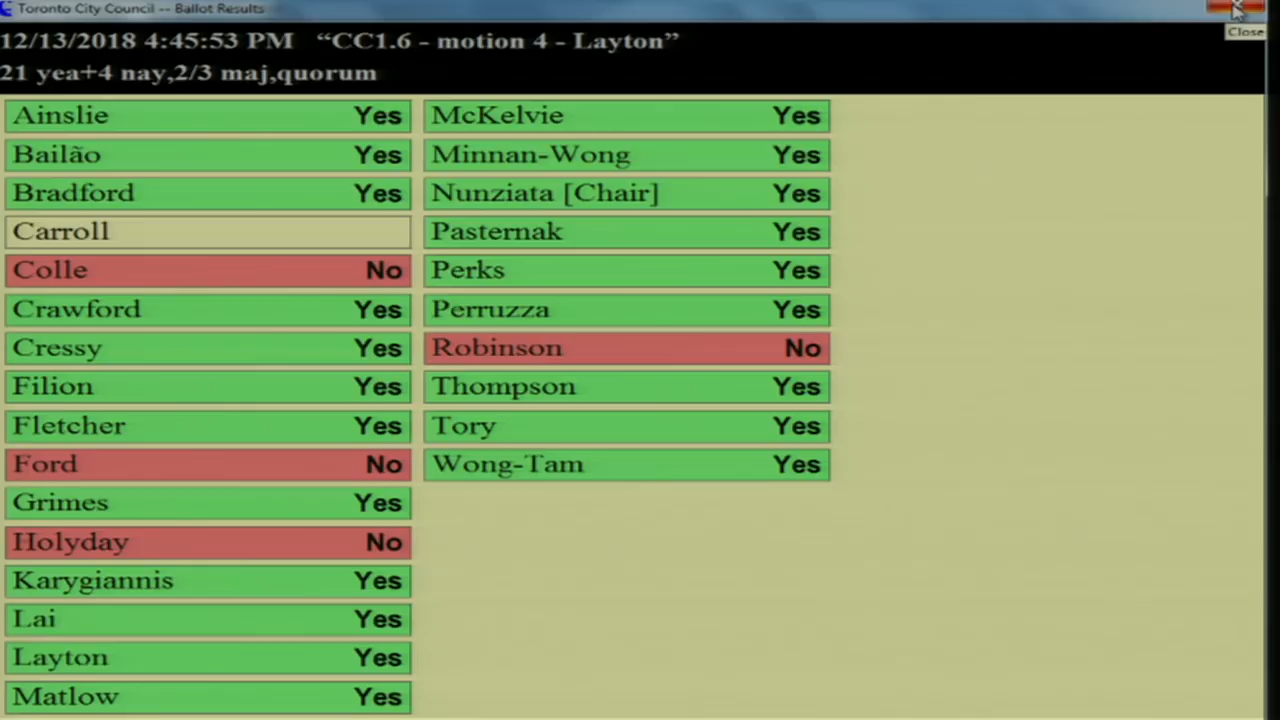 Toronto City Council -- Ballot Results
Close
12/13/2018 4:45:53 PM “CC1.6 - motion 4 - Layton”
21 yea+4 nay,2/3 maj,quorum
Ainslie Yes
Bailão Yes
Bradford Yes
Carroll
Colle No
Crawford Yes
Cressy Yes
Filion Yes
Fletcher Yes
Ford No
Grimes Yes
Holyday No
Karygiannis Yes
Lai Yes
Layton Yes
Matlow Yes
McKelvie Yes
Minnan-Wong Yes
Nunziata [Chair] Yes
Pasternak Yes
Perks Yes
Perruzza Yes
Robinson No
Thompson Yes
Tory Yes
Wong-Tam Yes